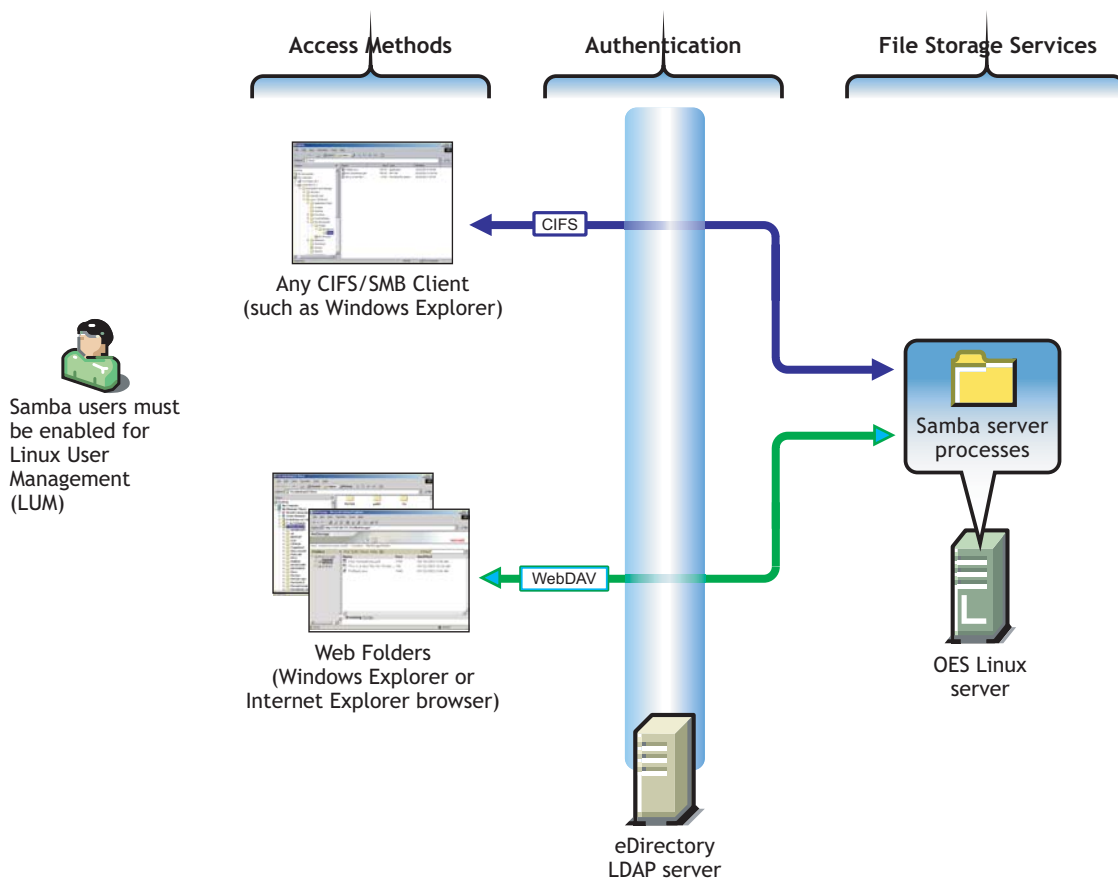 Access Methods
Authentication
File Storage Services
CIFS
Any CIFS/SMB Client
(such as Windows Explorer)
Samba users must
be enabled for
Linux User
Management
(LUM)
Samba server
processes
WebDAV
Web Folders
(Windows Explorer or
Internet Explorer browser)
OES Linux
server
eDirectory
LDAP server